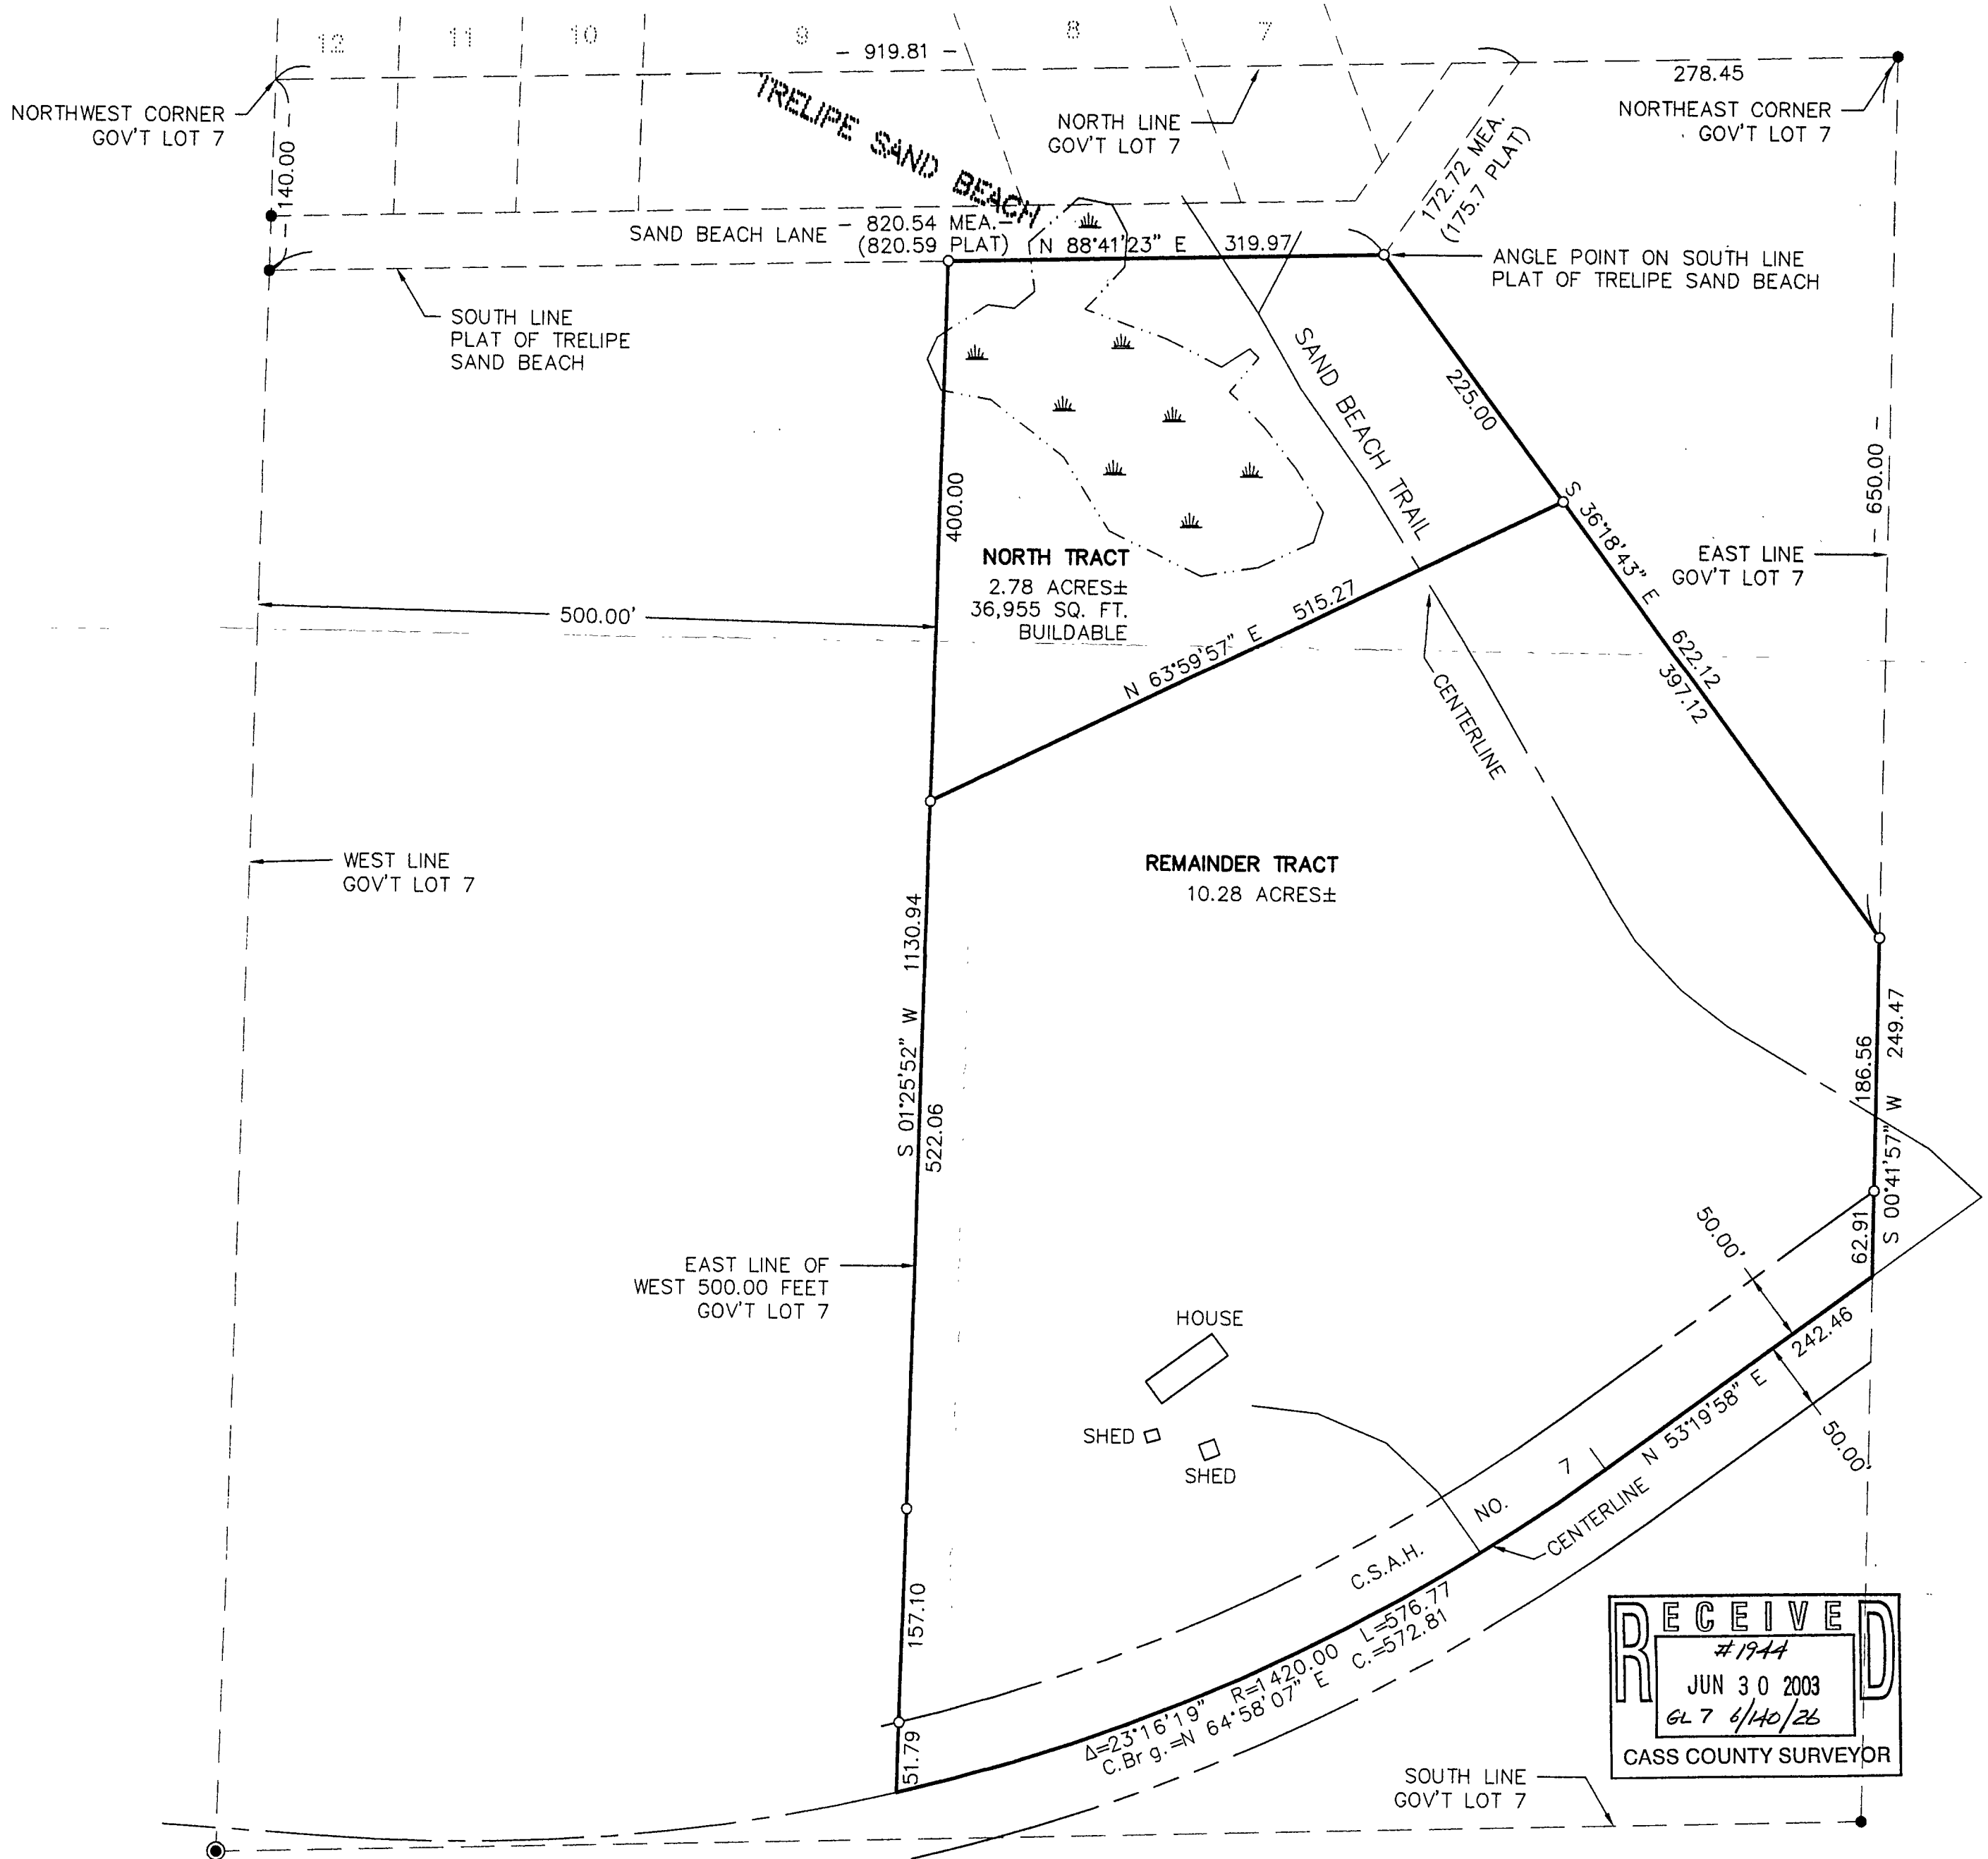 12
11
10
9
8
7
- 919.81 -
278.45
NORTHWEST CORNER
GOV'T LOT 7
- 140.00 -
TRELIPE SAND BEACH
NORTH LINE
GOV'T LOT 7
NORTHEAST CORNER
GOV'T LOT 7
172.72 MEA.
(175.7 PLAT)
SAND BEACH LANE
- 820.54 MEA.-
(820.59 PLAT)
N 88°41'23" E 319.97
ANGLE POINT ON SOUTH LINE
PLAT OF TRELIPE SAND BEACH
SOUTH LINE
PLAT OF TRELIPE
SAND BEACH
SAND BEACH TRAIL
225.00
400.00
- 650.00 -
NORTH TRACT
2.78 ACRES±
36,955 SQ. FT.
BUILDABLE
S 36°18'43" E 622.12
397.12
EAST LINE
GOV'T LOT 7
500.00'
N 63°59'57" E 515.27
CENTERLINE
WEST LINE
GOV'T LOT 7
REMAINDER TRACT
10.28 ACRES±
S 01°25'52" W 1130.94
522.06
186.56
S 00°41'57" W 249.47
62.91
EAST LINE OF
WEST 500.00 FEET
GOV'T LOT 7
50.00'
HOUSE
242.46
SHED
SHED
N 53°19'58" E
50.00'
C.S.A.H. NO. 7
CENTERLINE
157.10
51.79
Δ=23°16'19" R=1420.00 L=576.77
C.Brg.=N 64°58'07" E C.=572.81
RECEIVED
#1944
JUN 30 2003
GL 7 6/140/26
CASS COUNTY SURVEYOR
SOUTH LINE
GOV'T LOT 7